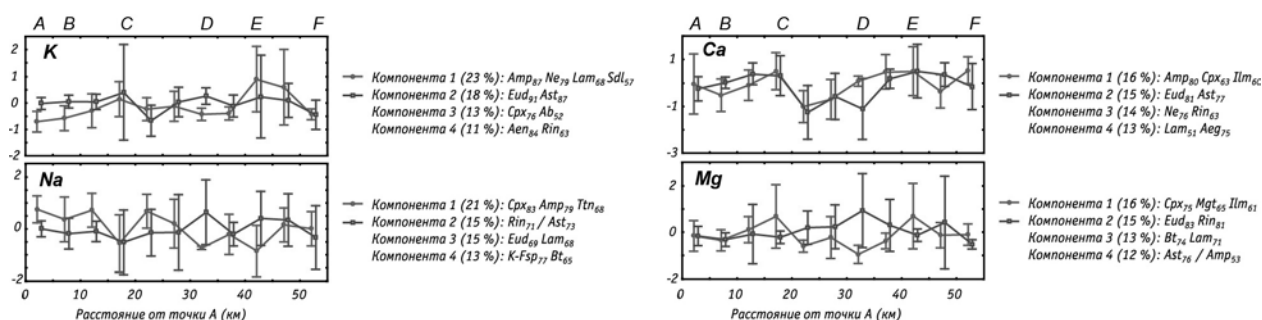 A B C D E F
K
2
1
0
-1
-2
Компонента 1 (23 %): Amp87 Ne79 Lam68 Sdl57
Компонента 2 (18 %): Eud91 Ast87
Компонента 3 (13 %): Cpx76 Ab52
Компонента 4 (11 %): Aen84 Rin63
Na
2
0
-2
Компонента 1 (21 %): Cpx83 Amp79 Ttn68
Компонента 2 (15 %): Rin71 / Ast73
Компонента 3 (15 %): Eud69 Lam68
Компонента 4 (13 %): K-Fsp77 Bt65
0 10 20 30 40 50
Расстояние от точки А (км)
A B C D E F
Ca
1
-1
-3
Компонента 1 (16 %): Amp80 Cpx63 Ilm60
Компонента 2 (15 %): Eud81 Ast77
Компонента 3 (14 %): Ne76 Rin63
Компонента 4 (13 %): Lam51 Aeg75
Mg
2
0
-2
Компонента 1 (16 %): Cpx75 Mgt65 Ilm61
Компонента 2 (15 %): Eud83 Rin81
Компонента 3 (13 %): Bt74 Lam71
Компонента 4 (12 %): Ast76 / Amp53
0 10 20 30 40 50
Расстояние от точки А (км)